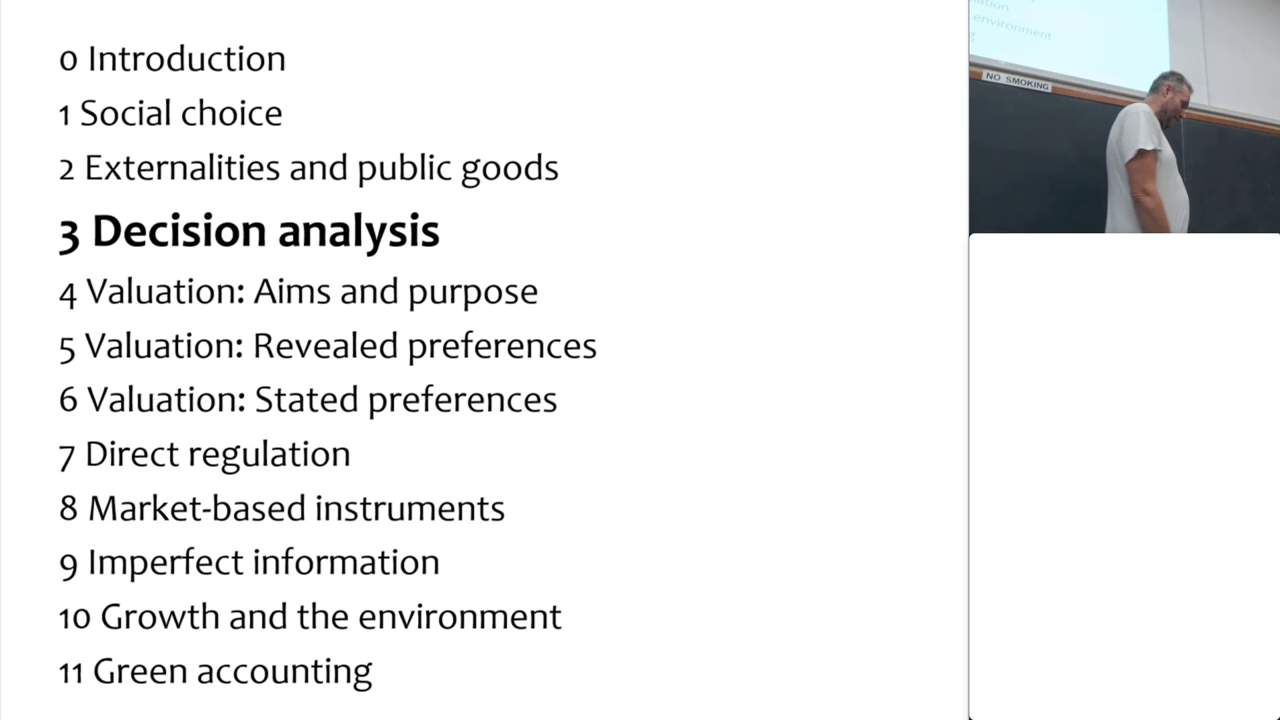 0 Introduction
1 Social choice
2 Externalities and public goods
3 Decision analysis
4 Valuation: Aims and purpose
5 Valuation: Revealed preferences
6 Valuation: Stated preferences
7 Direct regulation
8 Market-based instruments
9 Imperfect information
10 Growth and the environment
11 Green accounting
environment
NO SMOKING